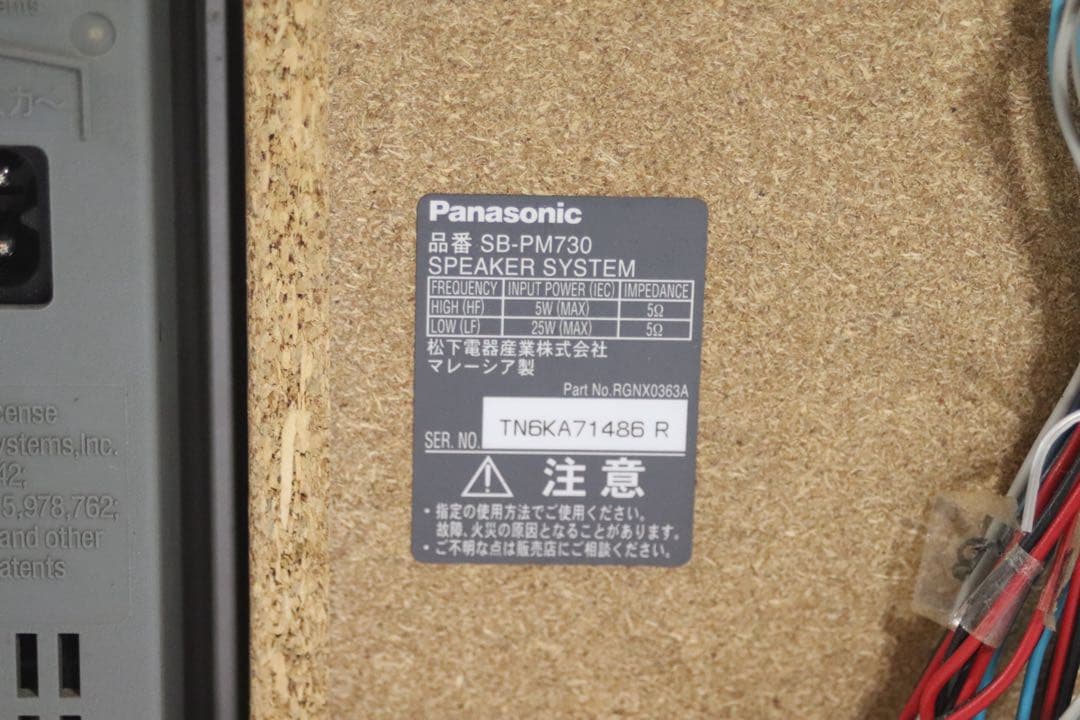 Panasonic
品番 SB-PM730
SPEAKER SYSTEM
FREQUENCY INPUT POWER (IEC) IMPEDANCE
HIGH (HF) 5W (MAX) 5Ω
LOW (LF) 25W (MAX) 5Ω
松下電器産業株式会社
マレーシア製
Part No.RGNX0363A
SER. NO. TN6KA71486 R
注意
・指定の使用方法でご使用ください。
故障、火災の原因となることがあります。
・ご不明な点は販売店にご相談ください。
力～
Inc.
42;
5,978,762;
and other